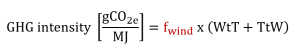 GHG intensity [gCO2e/MJ] = fwind x (WtT + TtW)